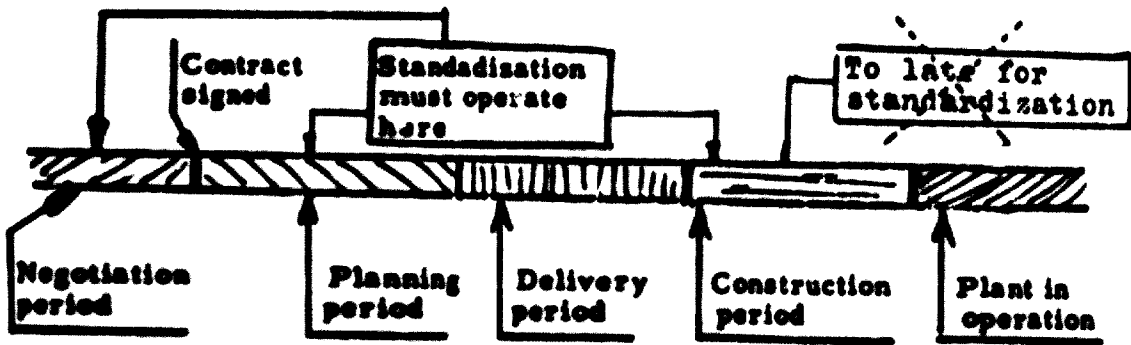 Contract
signed
Standadisation
must operate
here
To late for
standardization
Negotiation
period
Planning
period
Delivery
period
Construction
period
Plant in
operation